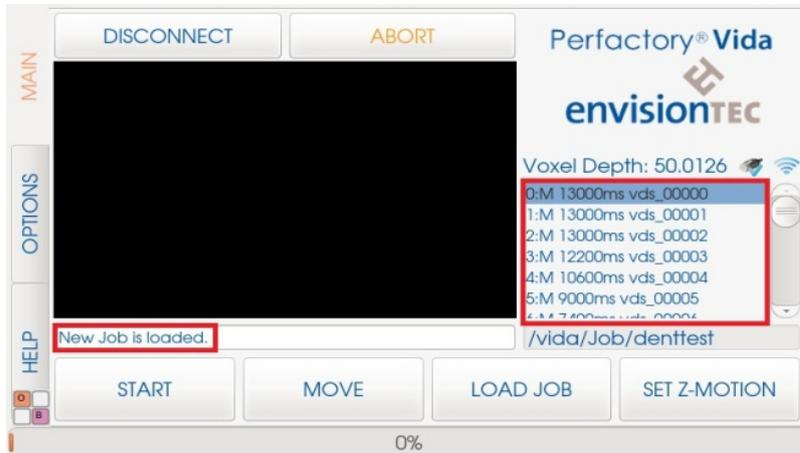 DISCONNECT
ABORT
Perfactory® Vida
envisionTEC
MAIN
OPTIONS
HELP
Voxel Depth: 50.0126
0:M 13000ms vds_00000
1:M 13000ms vds_00001
2:M 13000ms vds_00002
3:M 12200ms vds_00003
4:M 10600ms vds_00004
5:M 9000ms vds_00005
New Job is loaded.
/vida/Job/denttest
START
MOVE
LOAD JOB
SET Z-MOTION
O
B
0%